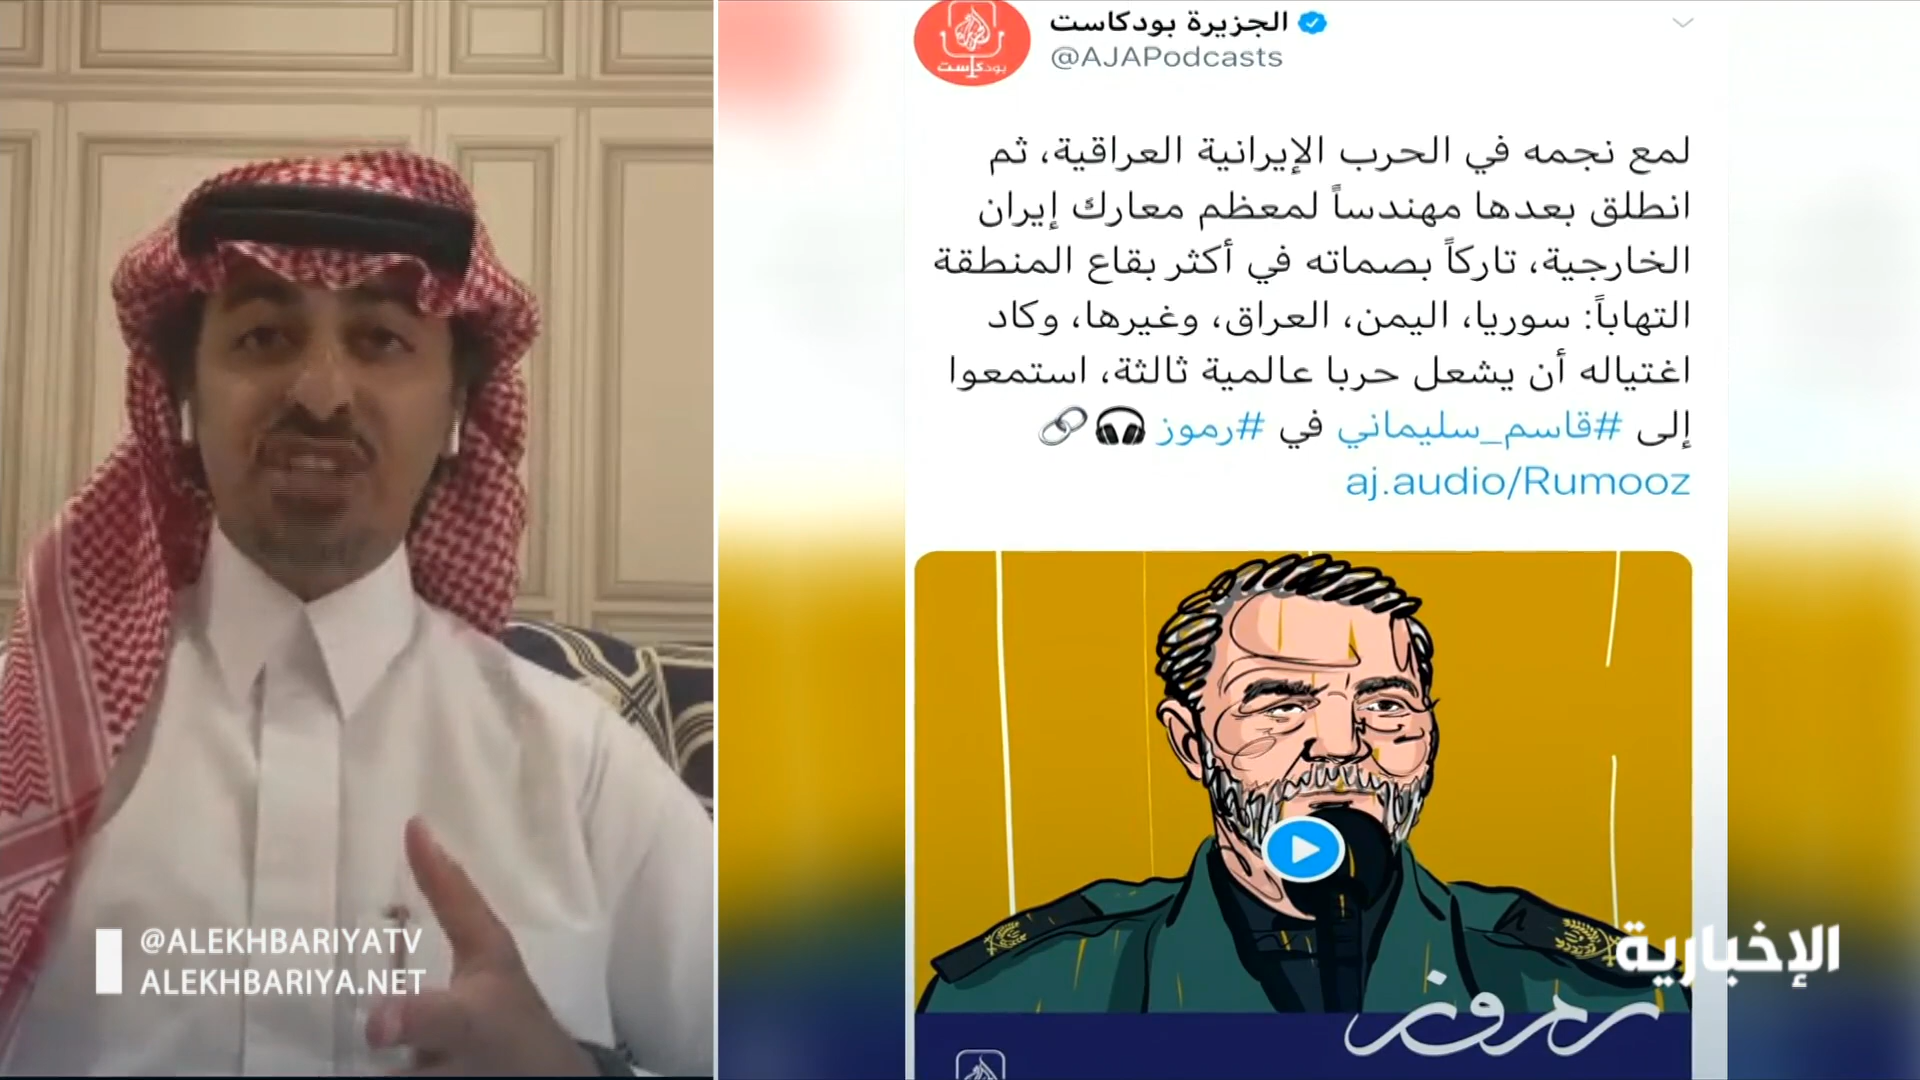 الجزيرة بودكاست
@AJAPodcasts
بودكاست
لمع نجمه في الحرب الإيرانية العراقية، ثم
انطلق بعدها مهندساً لمعظم معارك إيران
الخارجية، تاركاً بصماته في أكثر بقاع المنطقة
التهاباً: سوريا، اليمن، العراق، وغيرها، وكاد
اغتياله أن يشعل حربا عالمية ثالثة، استمعوا
إلى #قاسم_سليماني في #رموز
aj.audio/Rumooz
الإخبارية
رموز
@ALEKHBARIYATV
ALEKHBARIYA.NET